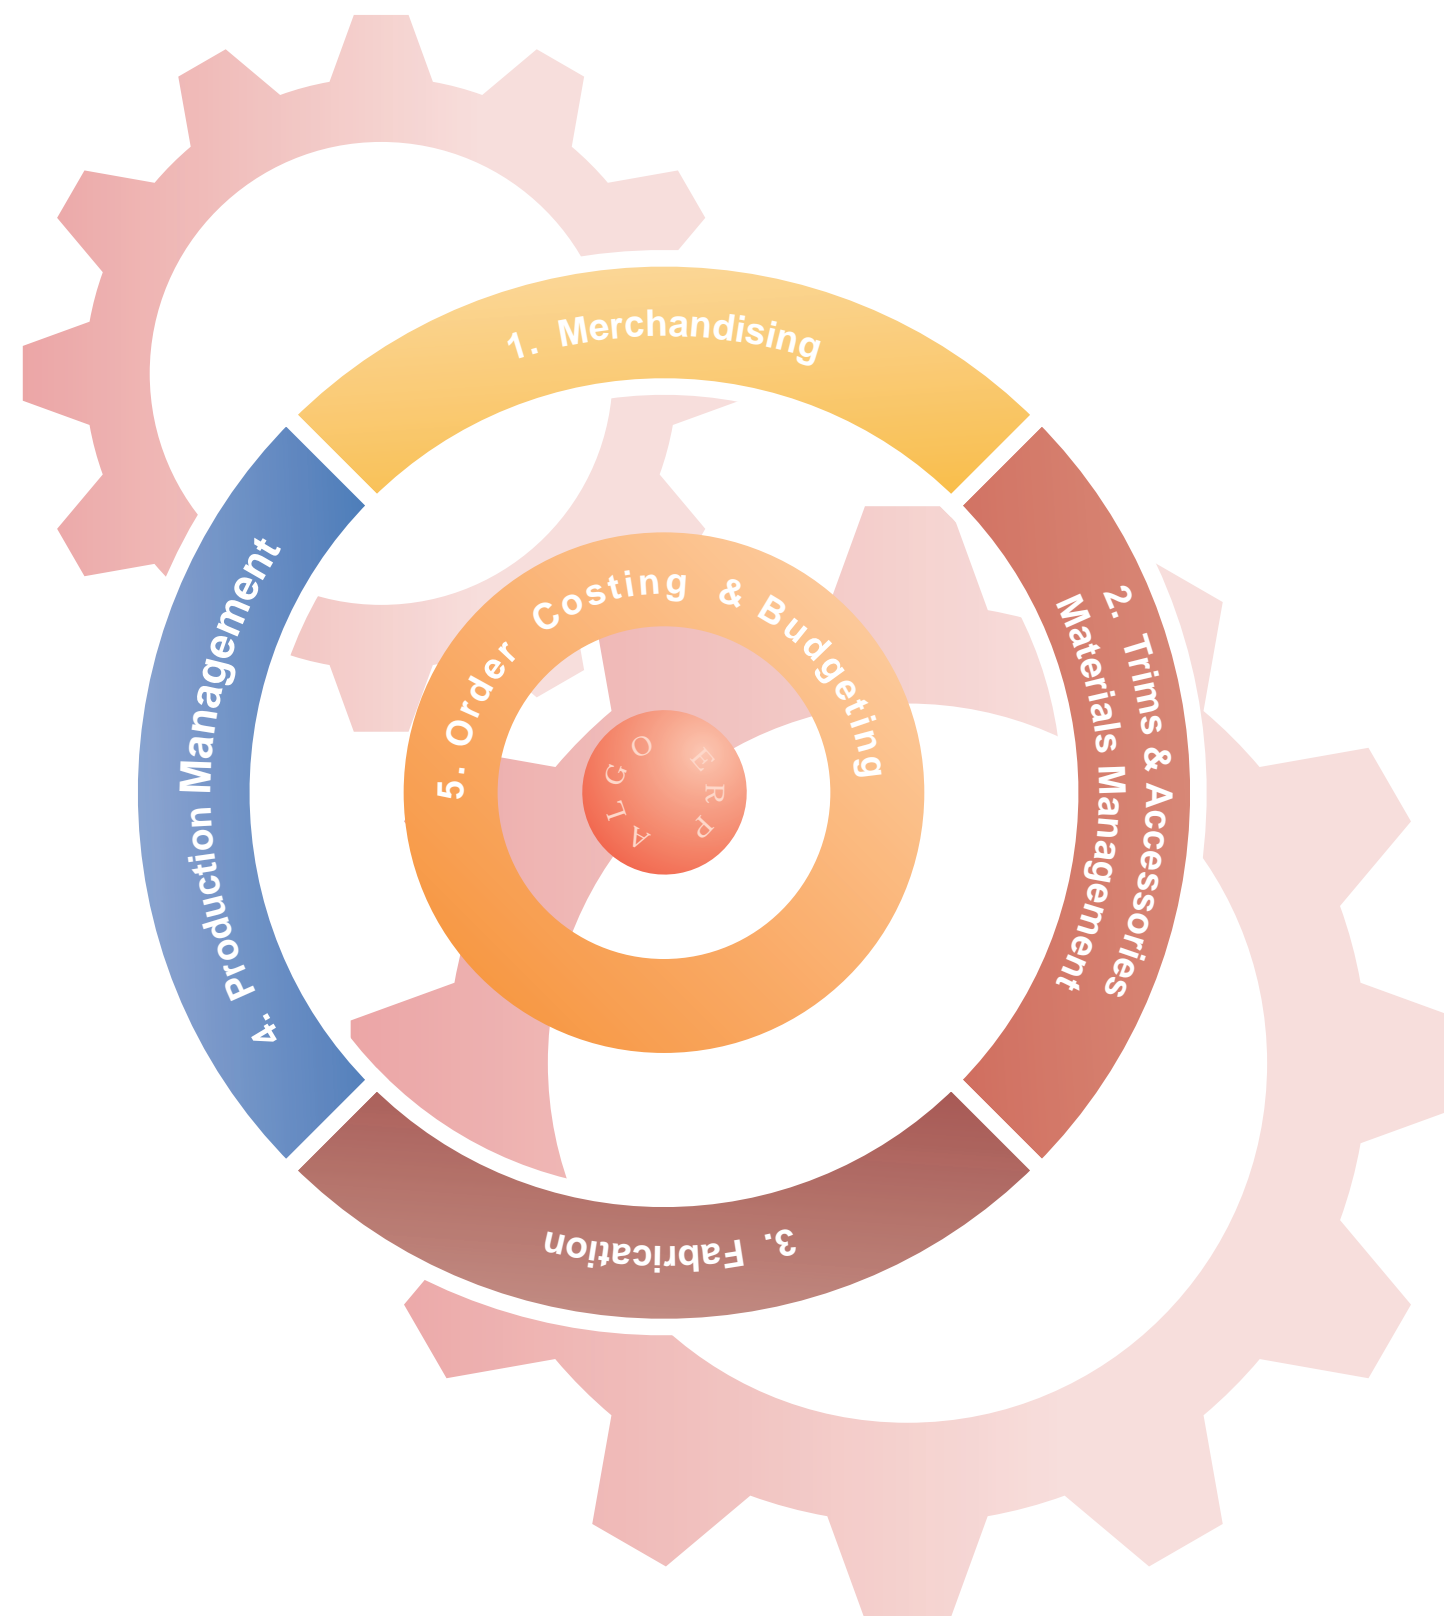 1. Merchandising
2. Trims & Accessories
Materials Management
3. Fabrication
4. Production Management
5. Order Costing & Budgeting
ALGO ERP